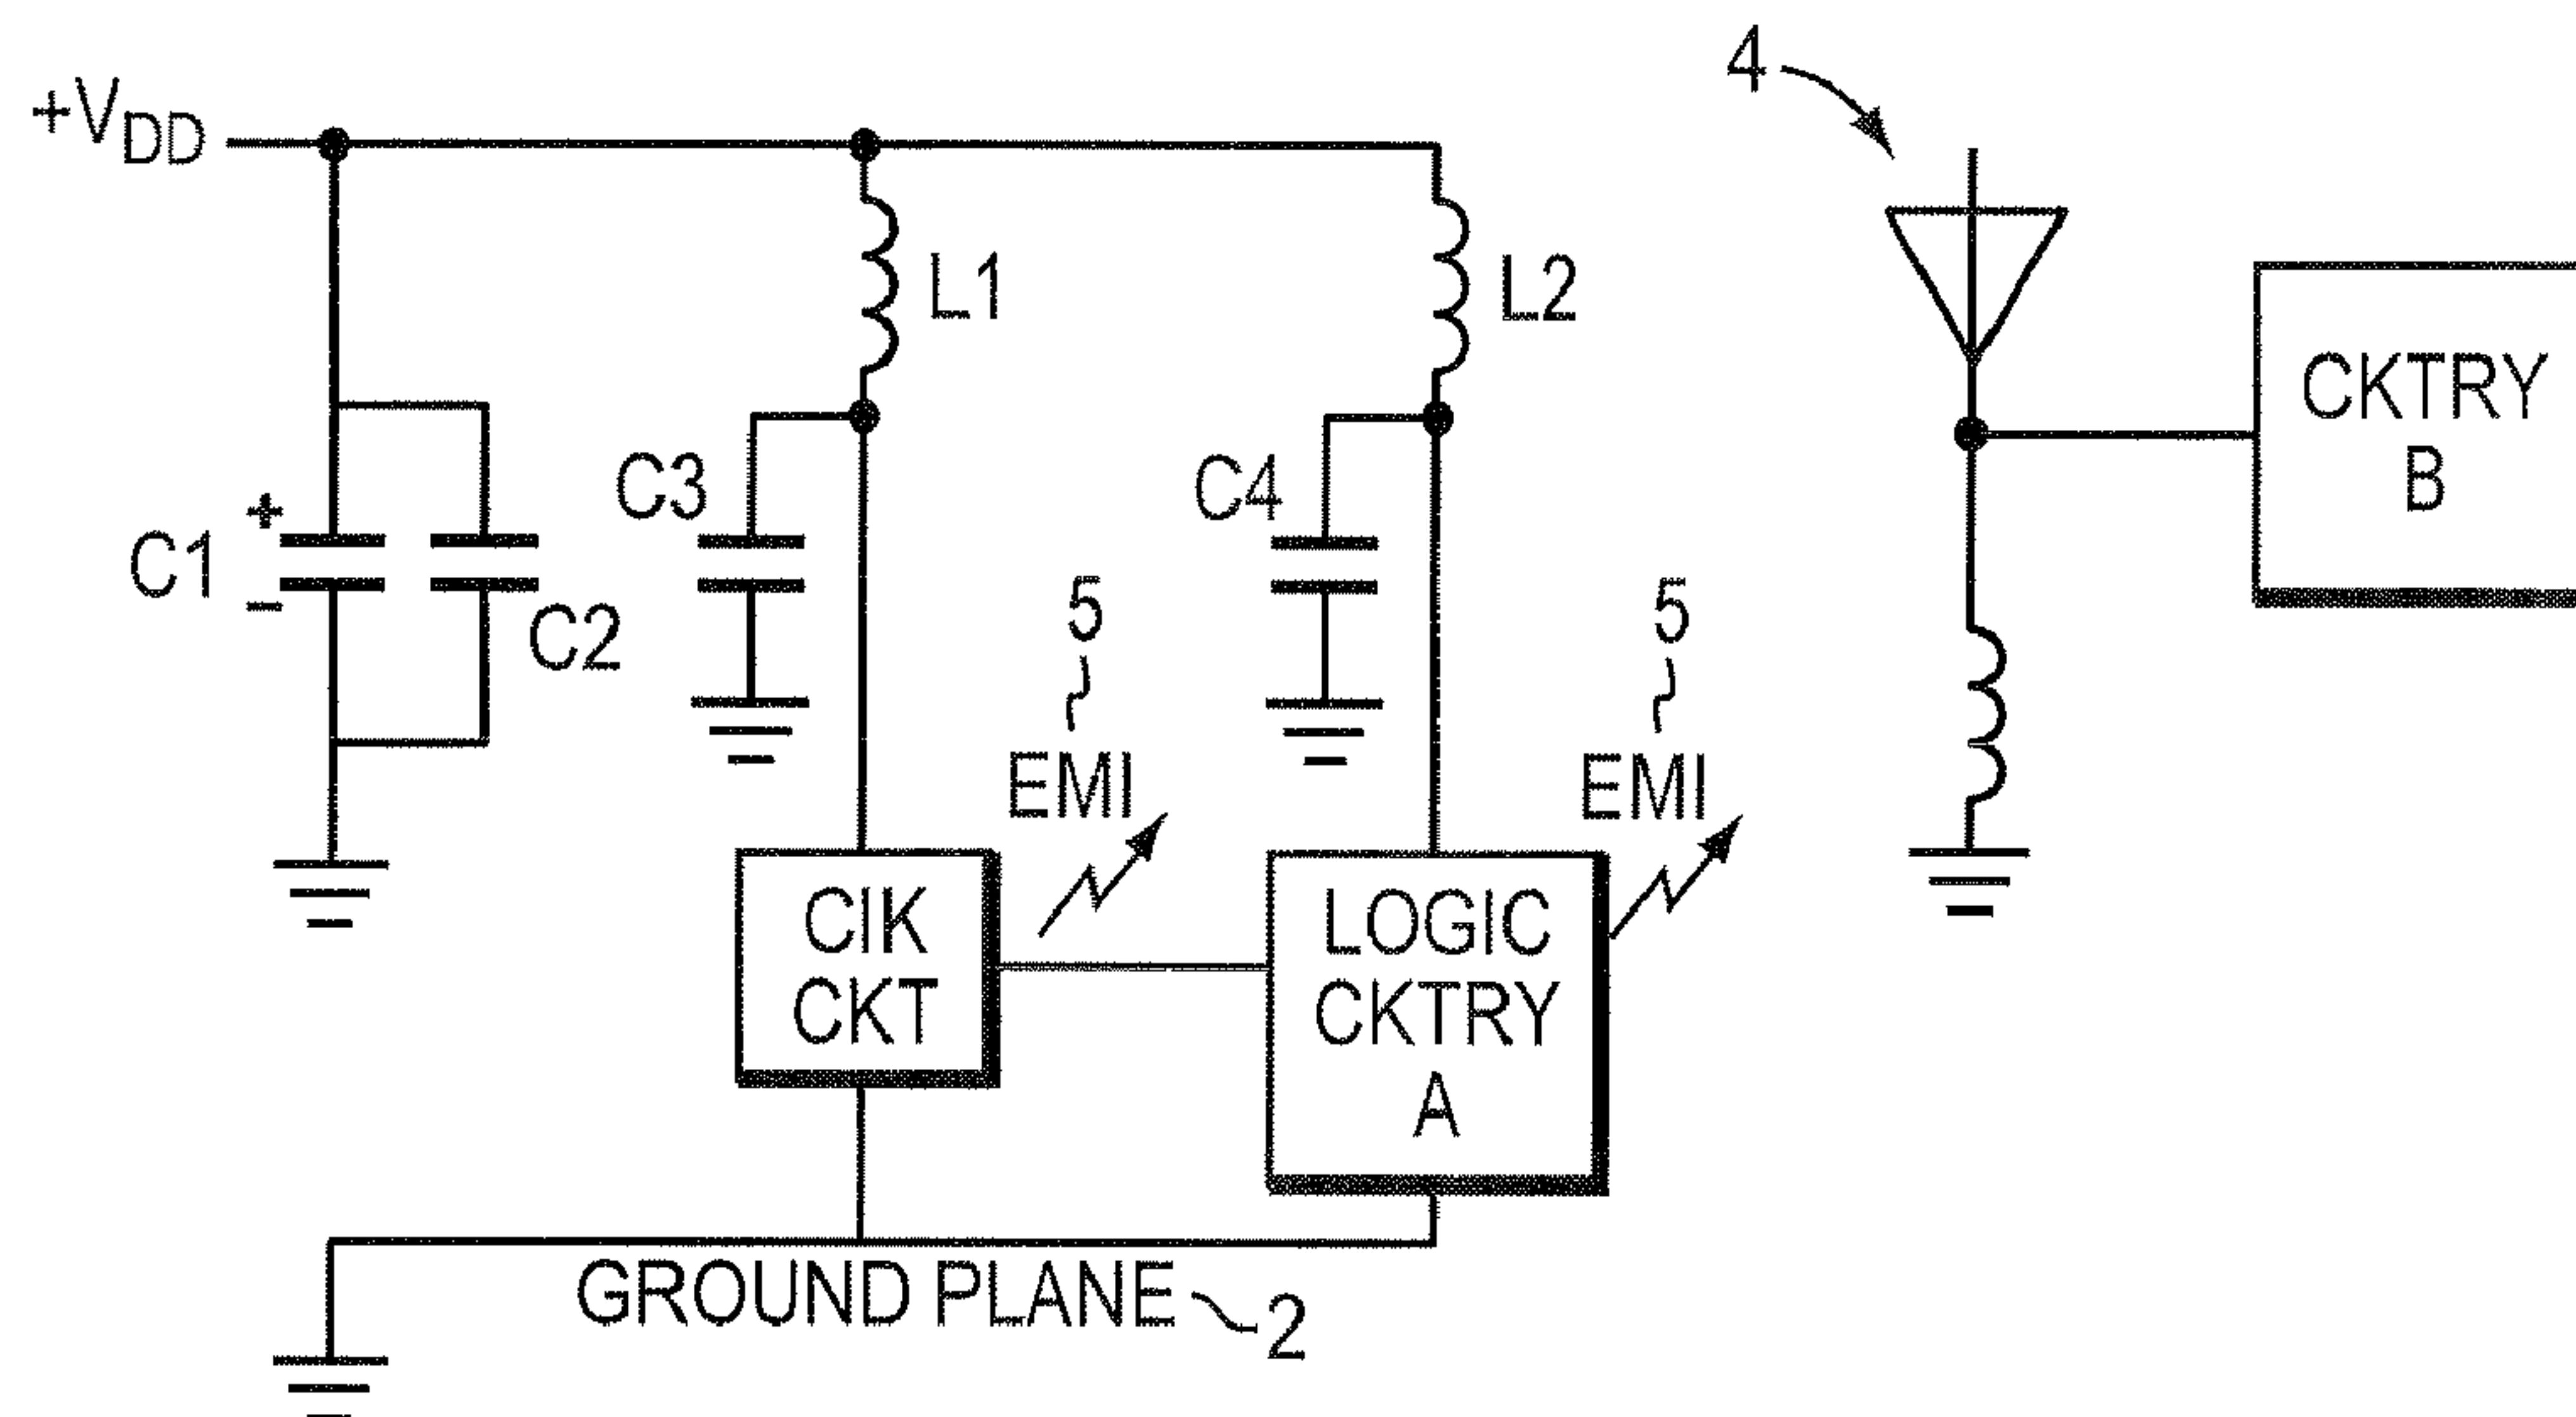 +VDD
4
L1
L2
CKTRY
B
C3
C4
+
C1
-
C2
5
5
EMI
EMI
ClK
CKT
LOGIC
CKTRY
A
GROUND PLANE
2